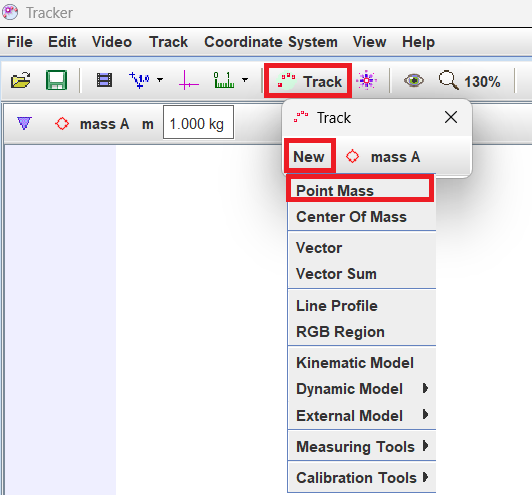 Tracker
File Edit Video Track Coordinate System View Help
Track 130%
mass A m 1.000 kg
Track
New mass A
Point Mass
Center Of Mass
Vector
Vector Sum
Line Profile
RGB Region
Kinematic Model
Dynamic Model
External Model
Measuring Tools
Calibration Tools